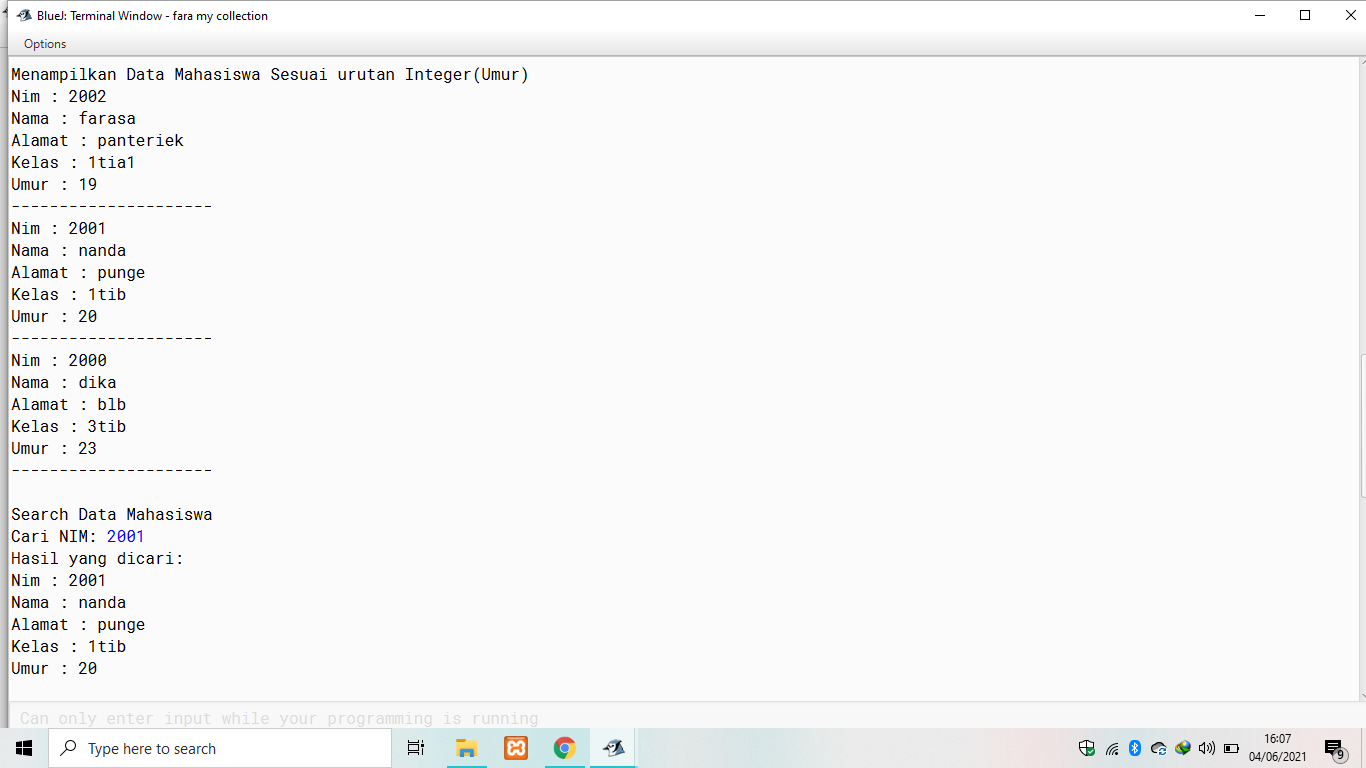 BlueJ: Terminal Window - fara my collection
Options
Menampilkan Data Mahasiswa Sesuai urutan Integer(Umur)
Nim : 2002
Nama : farasa
Alamat : panteriek
Kelas : 1tia1
Umur : 19
---------------------
Nim : 2001
Nama : nanda
Alamat : punge
Kelas : 1tib
Umur : 20
---------------------
Nim : 2000
Nama : dika
Alamat : blb
Kelas : 3tib
Umur : 23
---------------------
Search Data Mahasiswa
Cari NIM: 2001
Hasil yang dicari:
Nim : 2001
Nama : nanda
Alamat : punge
Kelas : 1tib
Umur : 20
Can only enter input while your programming is running
Type here to search
16:07
04/06/2021
9